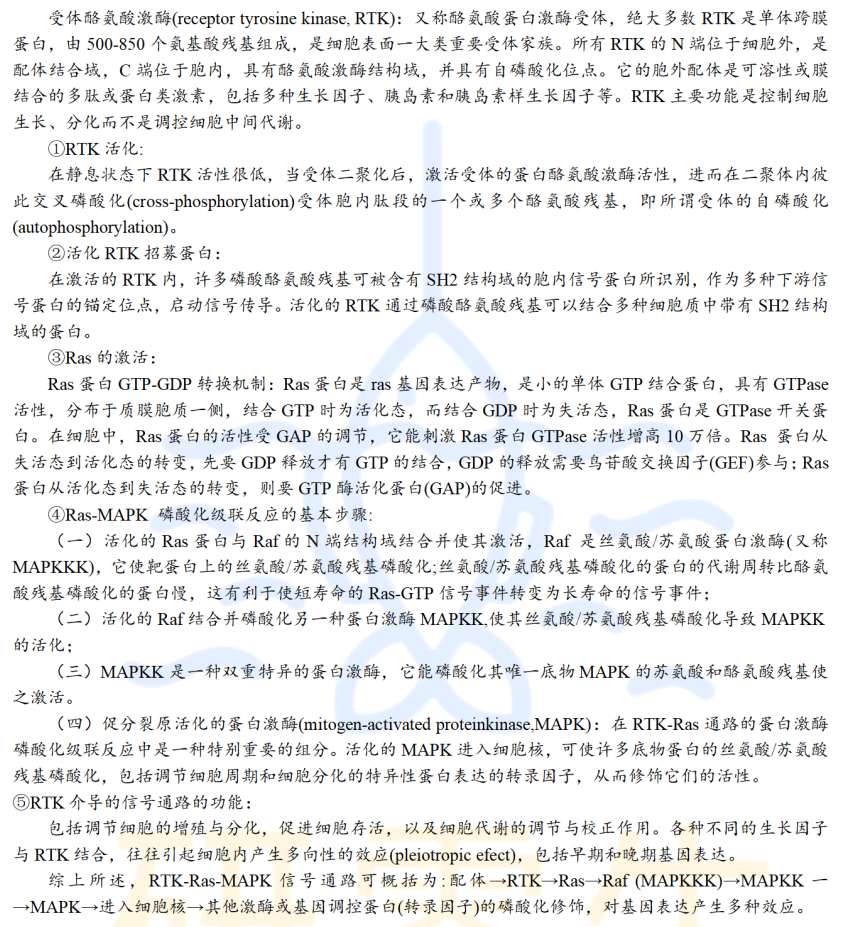 受体酪氨酸激酶(receptor tyrosine kinase, RTK)：又称酪氨酸蛋白激酶受体，绝大多数 RTK 是单体跨膜
蛋白，由 500-850 个氨基酸残基组成，是细胞表面一大类重要受体家族。所有 RTK 的 N 端位于细胞外，是
配体结合域，C 端位于胞内，具有酪氨酸激酶结构域，并具有自磷酸化位点。它的胞外配体是可溶性或膜
结合的多肽或蛋白类激素，包括多种生长因子、胰岛素和胰岛素样生长因子等。RTK 主要功能是控制细胞
生长、分化而不是调控细胞中间代谢。
①RTK 活化:
在静息状态下 RTK 活性很低，当受体二聚化后，激活受体的蛋白酪氨酸激酶活性，进而在二聚体内彼
此交叉磷酸化(cross-phosphorylation)受体胞内肽段的一个或多个酪氨酸残基，即所谓受体的自磷酸化
(autophosphorylation)。
②活化 RTK 招募蛋白：
在激活的 RTK 内，许多磷酸酪氨酸残基可被含有 SH2 结构域的胞内信号蛋白所识别，作为多种下游信
号蛋白的锚定位点，启动信号传导。活化的 RTK 通过磷酸酪氨酸残基可以结合多种细胞质中带有 SH2 结构
域的蛋白。
③Ras 的激活：
Ras 蛋白 GTP-GDP 转换机制：Ras 蛋白是 ras 基因表达产物，是小的单体 GTP 结合蛋白，具有 GTPase
活性，分布于质膜胞质一侧，结合 GTP 时为活化态，而结合 GDP 时为失活态，Ras 蛋白是 GTPase 开关蛋
白。在细胞中，Ras 蛋白的活性受 GAP 的调节，它能刺激 Ras 蛋白 GTPase 活性增高 10 万倍。Ras 蛋白从
失活态到活化态的转变，先要 GDP 释放才有 GTP 的结合，GDP 的释放需要鸟苷酸交换因子(GEF)参与；Ras
蛋白从活化态到失活态的转变，则要 GTP 酶活化蛋白(GAP)的促进。
④Ras-MAPK 磷酸化级联反应的基本步骤:
（一）活化的 Ras 蛋白与 Raf 的 N 端结构域结合并使其激活，Raf 是丝氨酸/苏氨酸蛋白激酶(又称
MAPKKK)，它使靶蛋白上的丝氨酸/苏氨酸残基磷酸化;丝氨酸/苏氨酸残基磷酸化的蛋白的代谢周转比酪氨
酸残基磷酸化的蛋白慢，这有利于使短寿命的 Ras-GTP 信号事件转变为长寿命的信号事件；
（二）活化的 Raf 结合并磷酸化另一种蛋白激酶 MAPKK,使其丝氨酸/苏氨酸残基磷酸化导致 MAPKK
的活化；
（三）MAPKK 是一种双重特异的蛋白激酶，它能磷酸化其唯一底物 MAPK 的苏氨酸和酪氨酸残基使
之激活。
（四）促分裂原活化的蛋白激酶(mitogen-activated proteinkinase,MAPK)：在 RTK-Ras 通路的蛋白激酶
磷酸化级联反应中是一种特别重要的组分。活化的 MAPK 进入细胞核，可使许多底物蛋白的丝氨酸/苏氨酸
残基磷酸化，包括调节细胞周期和细胞分化的特异性蛋白表达的转录因子，从而修饰它们的活性。
⑤RTK 介导的信号通路的功能：
包括调节细胞的增殖与分化，促进细胞存活，以及细胞代谢的调节与校正作用。各种不同的生长因子
与 RTK 结合，往往引起细胞内产生多向性的效应(pleiotropic efect)，包括早期和晚期基因表达。
综上所述，RTK-Ras-MAPK 信号通路可概括为:配体→RTK→Ras→Raf (MAPKKK)→MAPKK 一
→MAPK→进入细胞核→其他激酶或基因调控蛋白(转录因子)的磷酸化修饰，对基因表达产生多种效应。